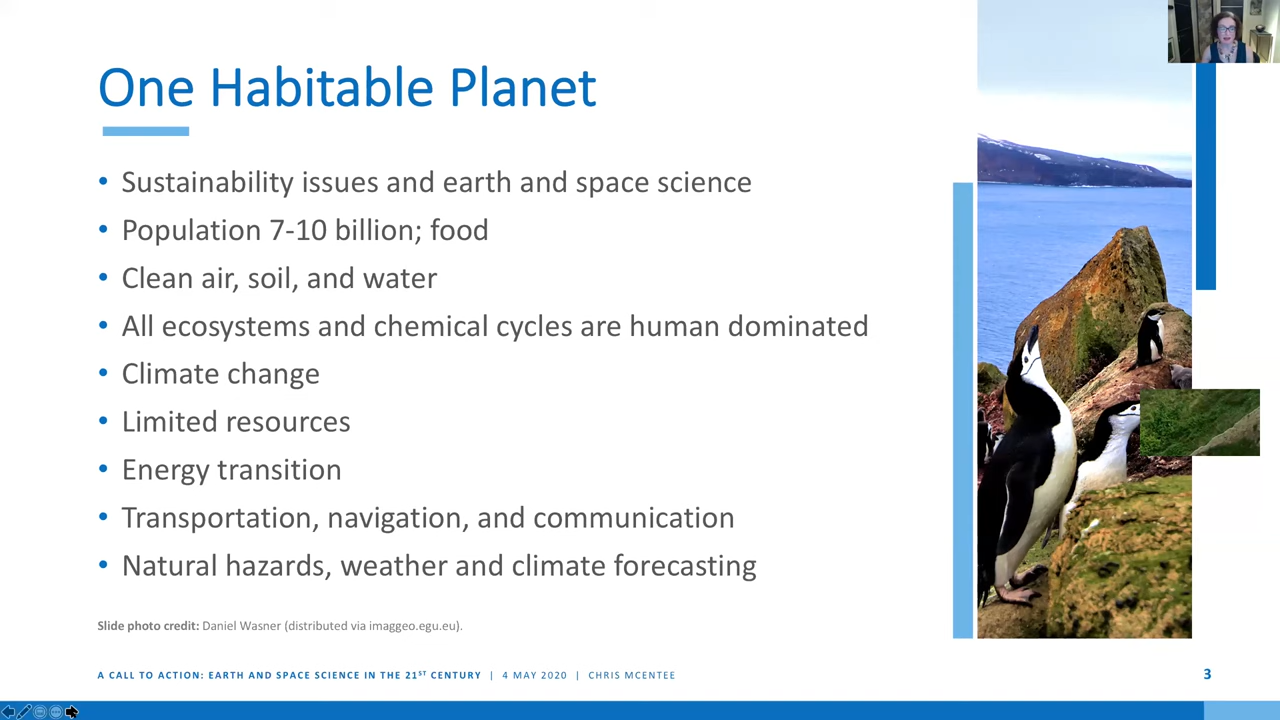 One Habitable Planet
• Sustainability issues and earth and space science
• Population 7-10 billion; food
• Clean air, soil, and water
• All ecosystems and chemical cycles are human dominated
• Climate change
• Limited resources
• Energy transition
• Transportation, navigation, and communication
• Natural hazards, weather and climate forecasting
Slide photo credit: Daniel Wasner (distributed via imaggeo.egu.eu).
A CALL TO ACTION: EARTH AND SPACE SCIENCE IN THE 21ST CENTURY | 4 MAY 2020 | CHRIS MCENTEE
3